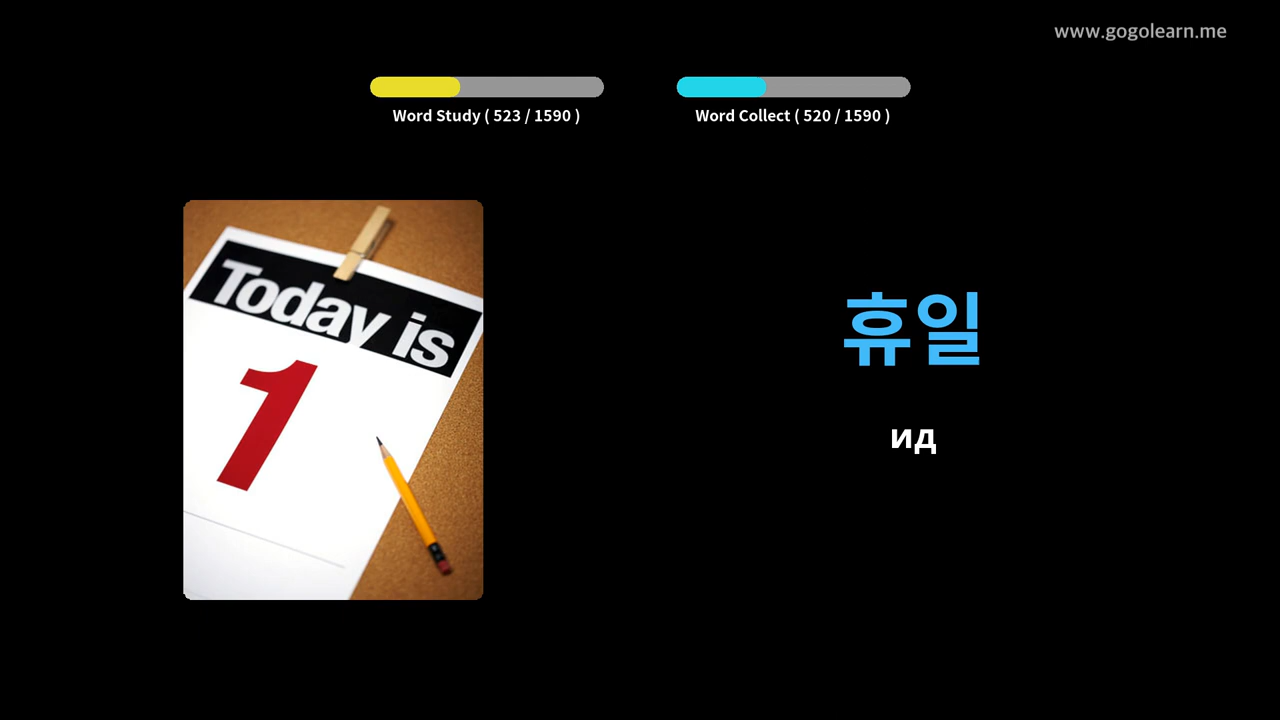 www.gogolearn.me
Word Study ( 523 / 1590 )
Word Collect ( 520 / 1590 )
Today is
1
휴일
ид